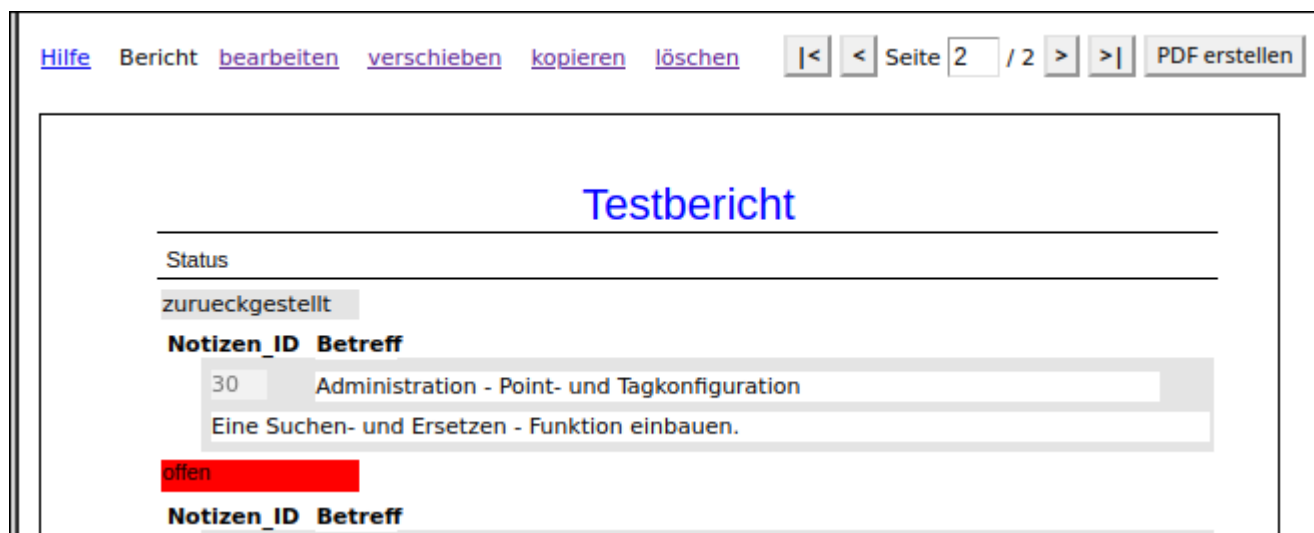 Hilfe Bericht bearbeiten verschieben kopieren löschen |< < Seite 2 / 2 > >| PDF erstellen
Testbericht
Status
zurueckgestellt
Notizen_ID Betreff
30 Administration - Point- und Tagkonfiguration
Eine Suchen- und Ersetzen - Funktion einbauen.
offen
Notizen_ID Betreff